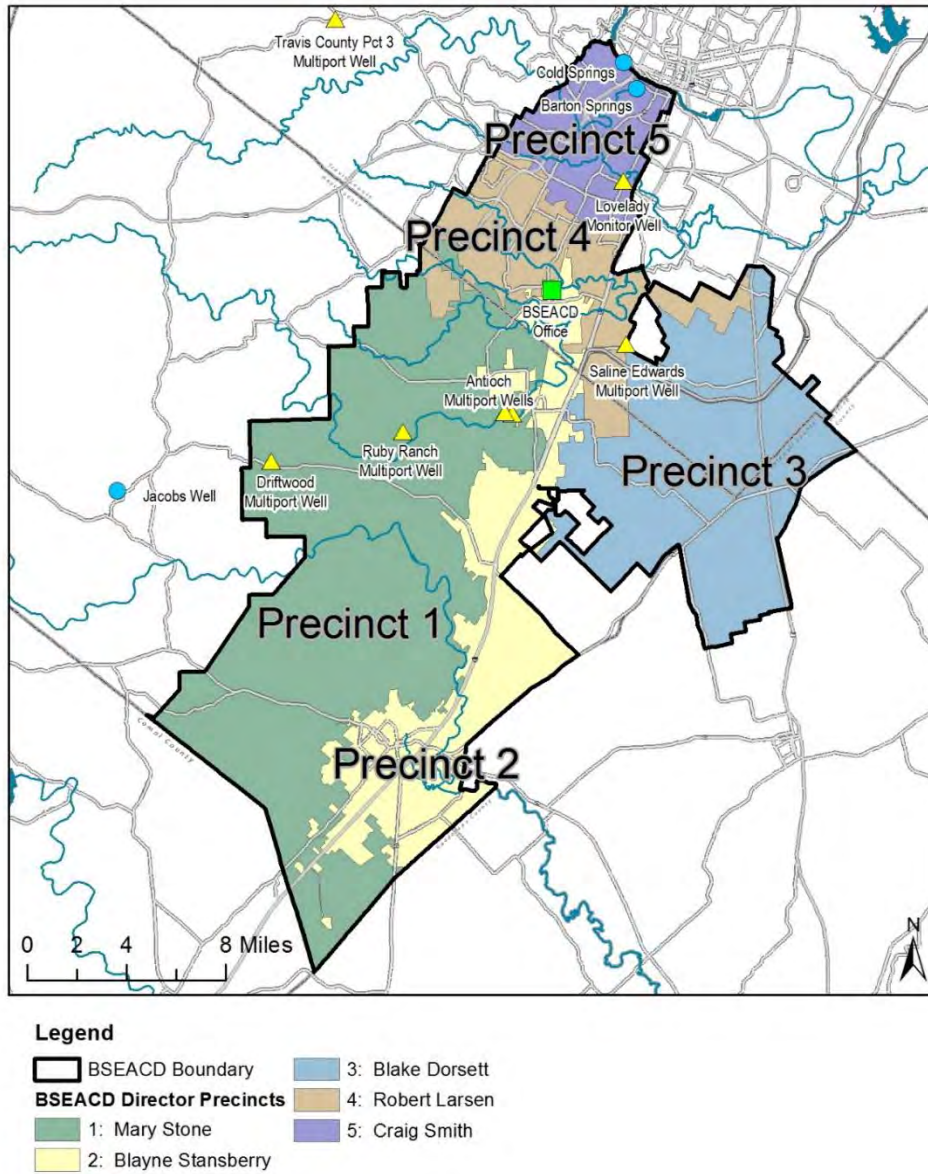 Travis County Pct 3
Multiport Well
Cold Springs
Barton Springs
Precinct 5
Lovelady
Monitor Well
Precinct 4
BSEACD
Office
Saline Edwards
Multiport Well
Antioch
Multiport Wells
Ruby Ranch
Multiport Well
Precinct 3
Driftwood
Multiport Well
Jacobs Well
Precinct 1
Comal County
Precinct 2
0 2 4 8 Miles
N
Legend
BSEACD Boundary
BSEACD Director Precincts
1: Mary Stone
2: Blayne Stansberry
3: Blake Dorsett
4: Robert Larsen
5: Craig Smith